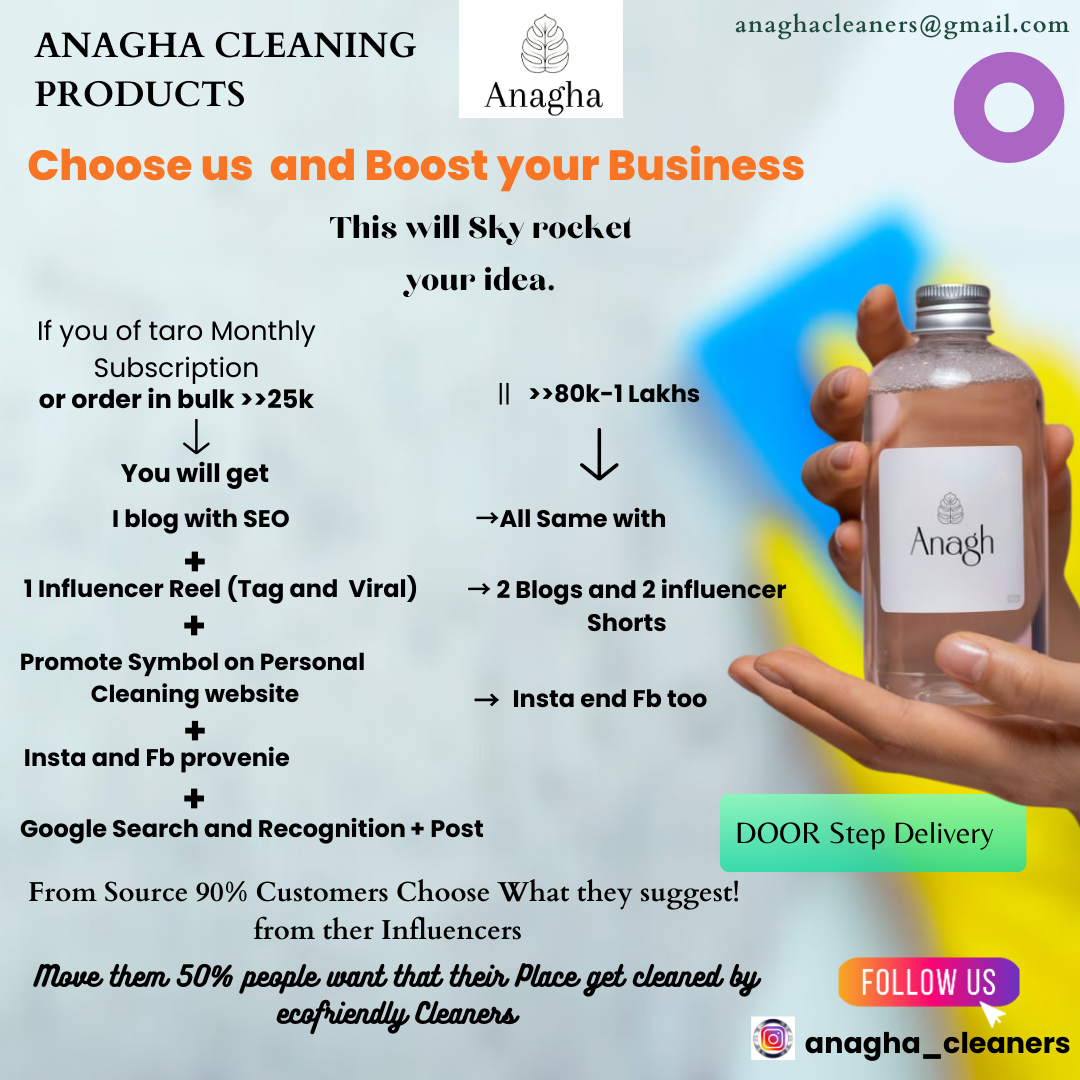 ANAGHA CLEANING
PRODUCTS
Anagha
anaghacleaners@gmail.com
Choose us and Boost your Business
This will Sky rocket
your idea.
If you of taro Monthly
Subscription
or order in bulk >>25k
You will get
I blog with SEO
+
1 Influencer Reel (Tag and Viral)
+
Promote Symbol on Personal
Cleaning website
+
Insta and Fb provenie
+
Google Search and Recognition + Post
|| >>80k-1 Lakhs
→All Same with
→ 2 Blogs and 2 influencer
Shorts
→ Insta end Fb too
Anagh
DOOR Step Delivery
From Source 90% Customers Choose What they suggest!
from ther Influencers
Move them 50% people want that their Place get cleaned by
ecofriendly Cleaners
FOLLOW US
anagha_cleaners